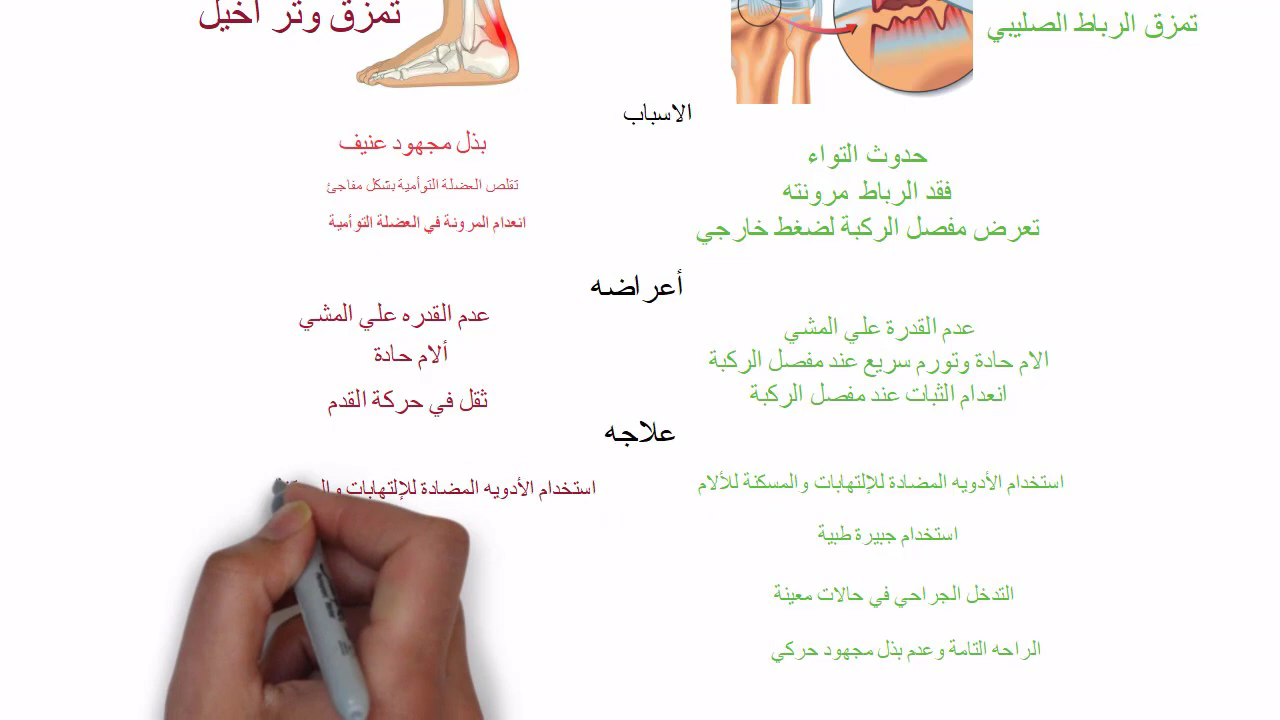 تمزق الرباط الصليبي
تمزق وتر أخيل
الاسباب
حدوث التواء
فقد الرباط مرونته
تعرض مفصل الركبة لضغط خارجي
بذل مجهود عنيف
تقلص العضلة التوأمية بشكل مفاجئ
انعدام المرونة في العضلة التوأمية
أعراضه
عدم القدرة علي المشي
الام حادة وتورم سريع عند مفصل الركبة
انعدام الثبات عند مفصل الركبة
عدم القدره علي المشي
ألام حادة
ثقل في حركة القدم
علاجه
استخدام الأدويه المضادة للإلتهابات والمسكنة للألام
استخدام جبيرة طبية
التدخل الجراحي في حالات معينة
الراحه التامة وعدم بذل مجهود حركي
استخدام الأدويه المضادة للإلتهابات